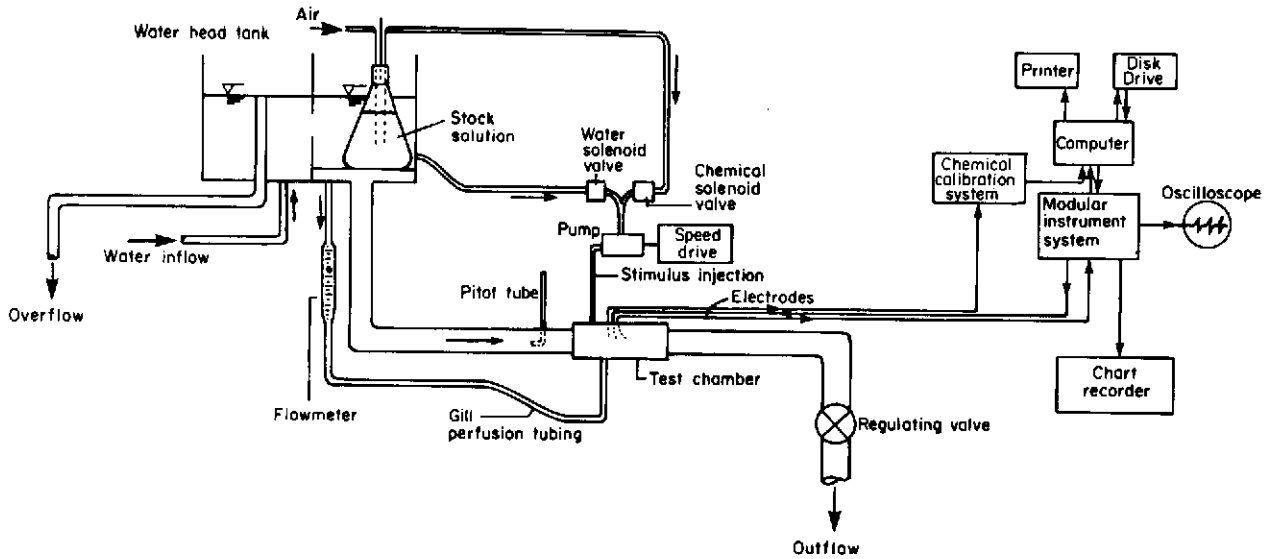 Air
Water head tank
Stock
solution
Water
solenoid
valve
Chemical
solenoid
valve
Pump
Speed
drive
Stimulus injection
Water inflow
Overflow
Pitot tube
Electrodes
Flowmeter
Gill
perfusion tubing
Test chamber
Regulating valve
Outflow
Printer
Disk
Drive
Computer
Chemical
calibration
system
Modular
instrument
system
Oscilloscope
Chart
recorder